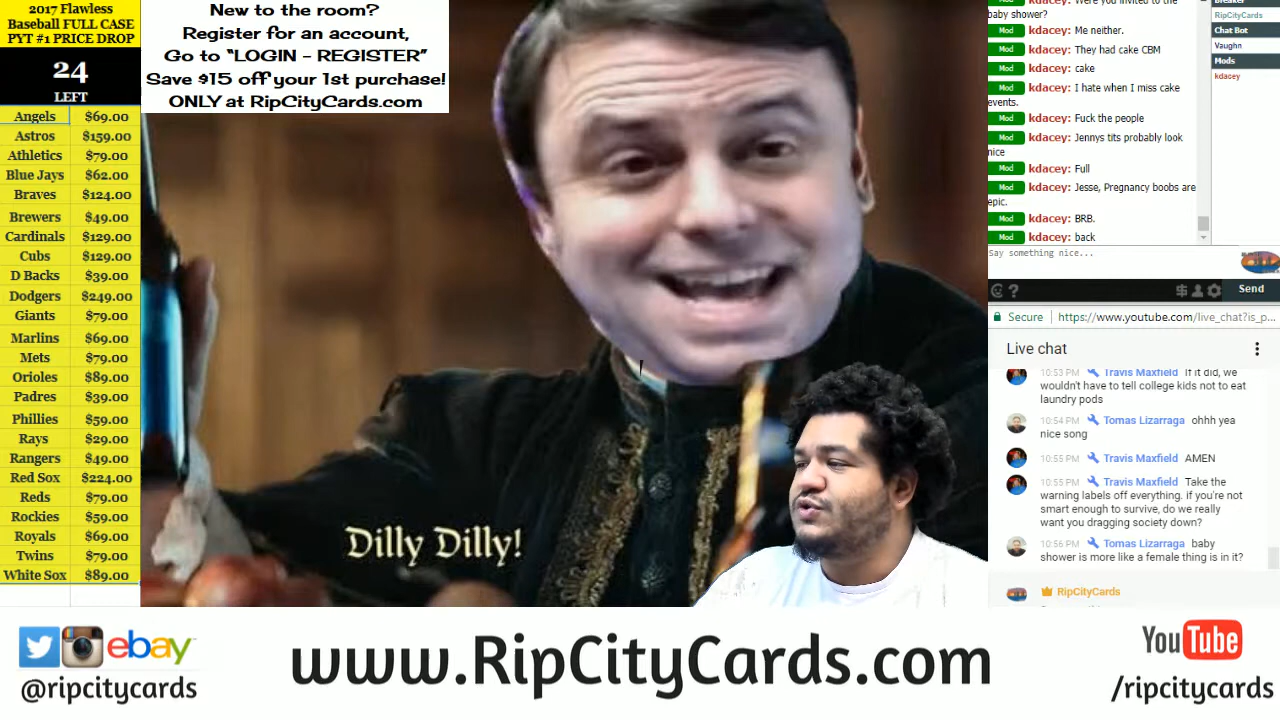 2017 Flawless
Baseball FULL CASE
PYT #1 PRICE DROP
24
LEFT
Angels $69.00
Astros $159.00
Athletics $79.00
Blue Jays $62.00
Braves $124.00
Brewers $49.00
Cardinals $129.00
Cubs $129.00
D Backs $39.00
Dodgers $249.00
Giants $79.00
Marlins $69.00
Mets $79.00
Orioles $89.00
Padres $39.00
Phillies $59.00
Rays $29.00
Rangers $49.00
Red Sox $224.00
Reds $79.00
Rockies $59.00
Royals $69.00
Twins $79.00
White Sox $89.00
New to the room?
Register for an account,
Go to “LOGIN - REGISTER”
Save $15 off your 1st purchase!
ONLY at RipCityCards.com
Dilly Dilly!
baby shower?
Mod kdacey: Me neither.
Mod kdacey: They had cake CBM
Mod kdacey: cake
Mod kdacey: I hate when I miss cake
events.
Mod kdacey: Fuck the people
Mod kdacey: Jennys tits probably look
nice
Mod kdacey: Full
Mod kdacey: Jesse, Pregnancy boobs are
epic.
Mod kdacey: BRB.
Mod kdacey: back
Say something nice...
RipCityCards
Chat Bot
Vaughn
Mods
kdacey
Send
Secure https://www.youtube.com/live_chat?is_p...
Live chat
10:53 PM Travis Maxfield If it did, we
wouldn't have to tell college kids not to eat
laundry pods
10:54 PM Tomas Lizarraga ohhh yea
nice song
10:55 PM Travis Maxfield AMEN
10:55 PM Travis Maxfield Take the
warning labels off everything. if you're not
smart enough to survive, do we really
want you dragging society down?
10:56 PM Tomas Lizarraga baby
shower is more like a female thing is in it?
RipCityCards
ebay
@ripcitycards
www.RipCityCards.com
YouTube
/ripcitycards